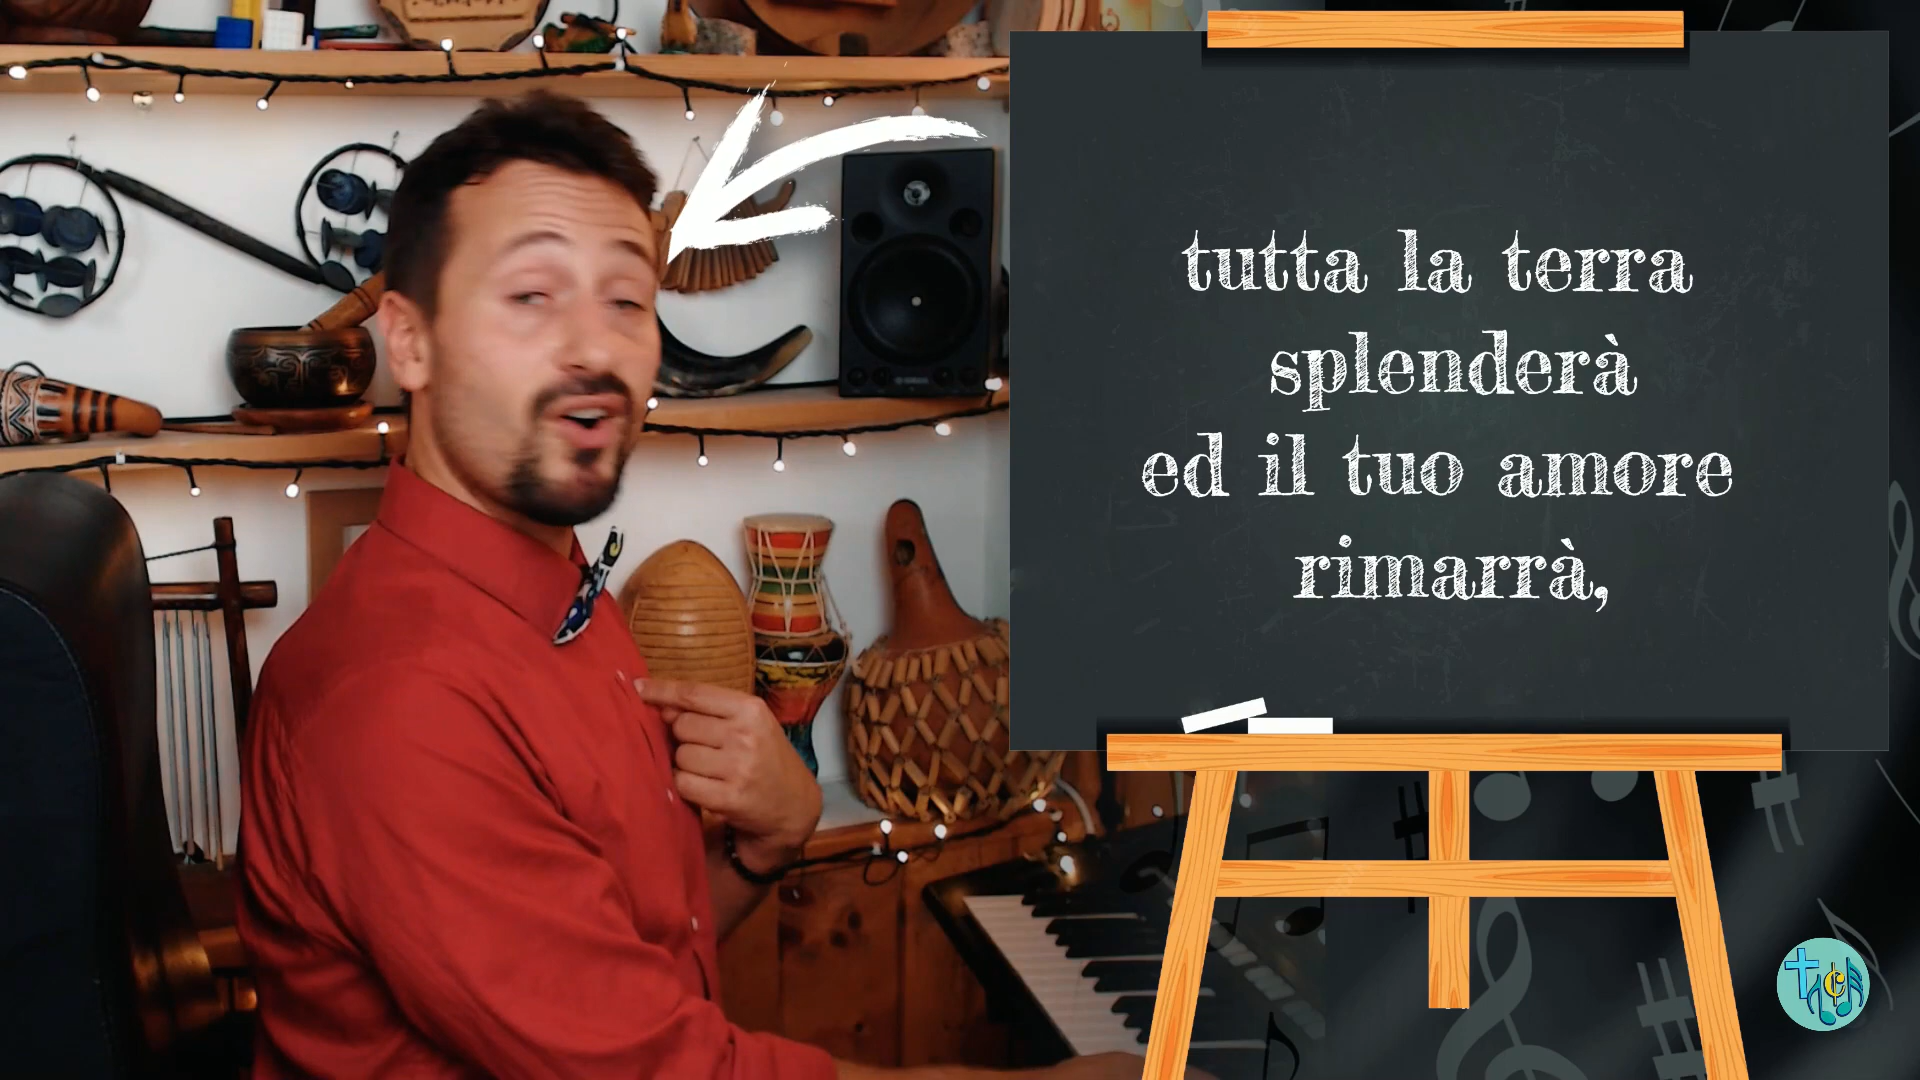 tutta la terra
splenderà
ed il tuo amore
rimarrà,